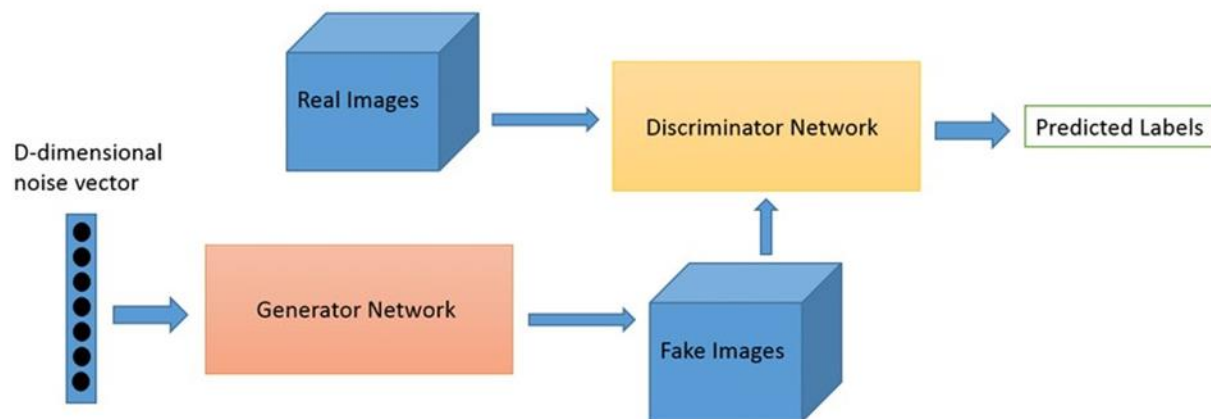 Real Images
Discriminator Network
Predicted Labels
D-dimensional
noise vector
Generator Network
Fake Images